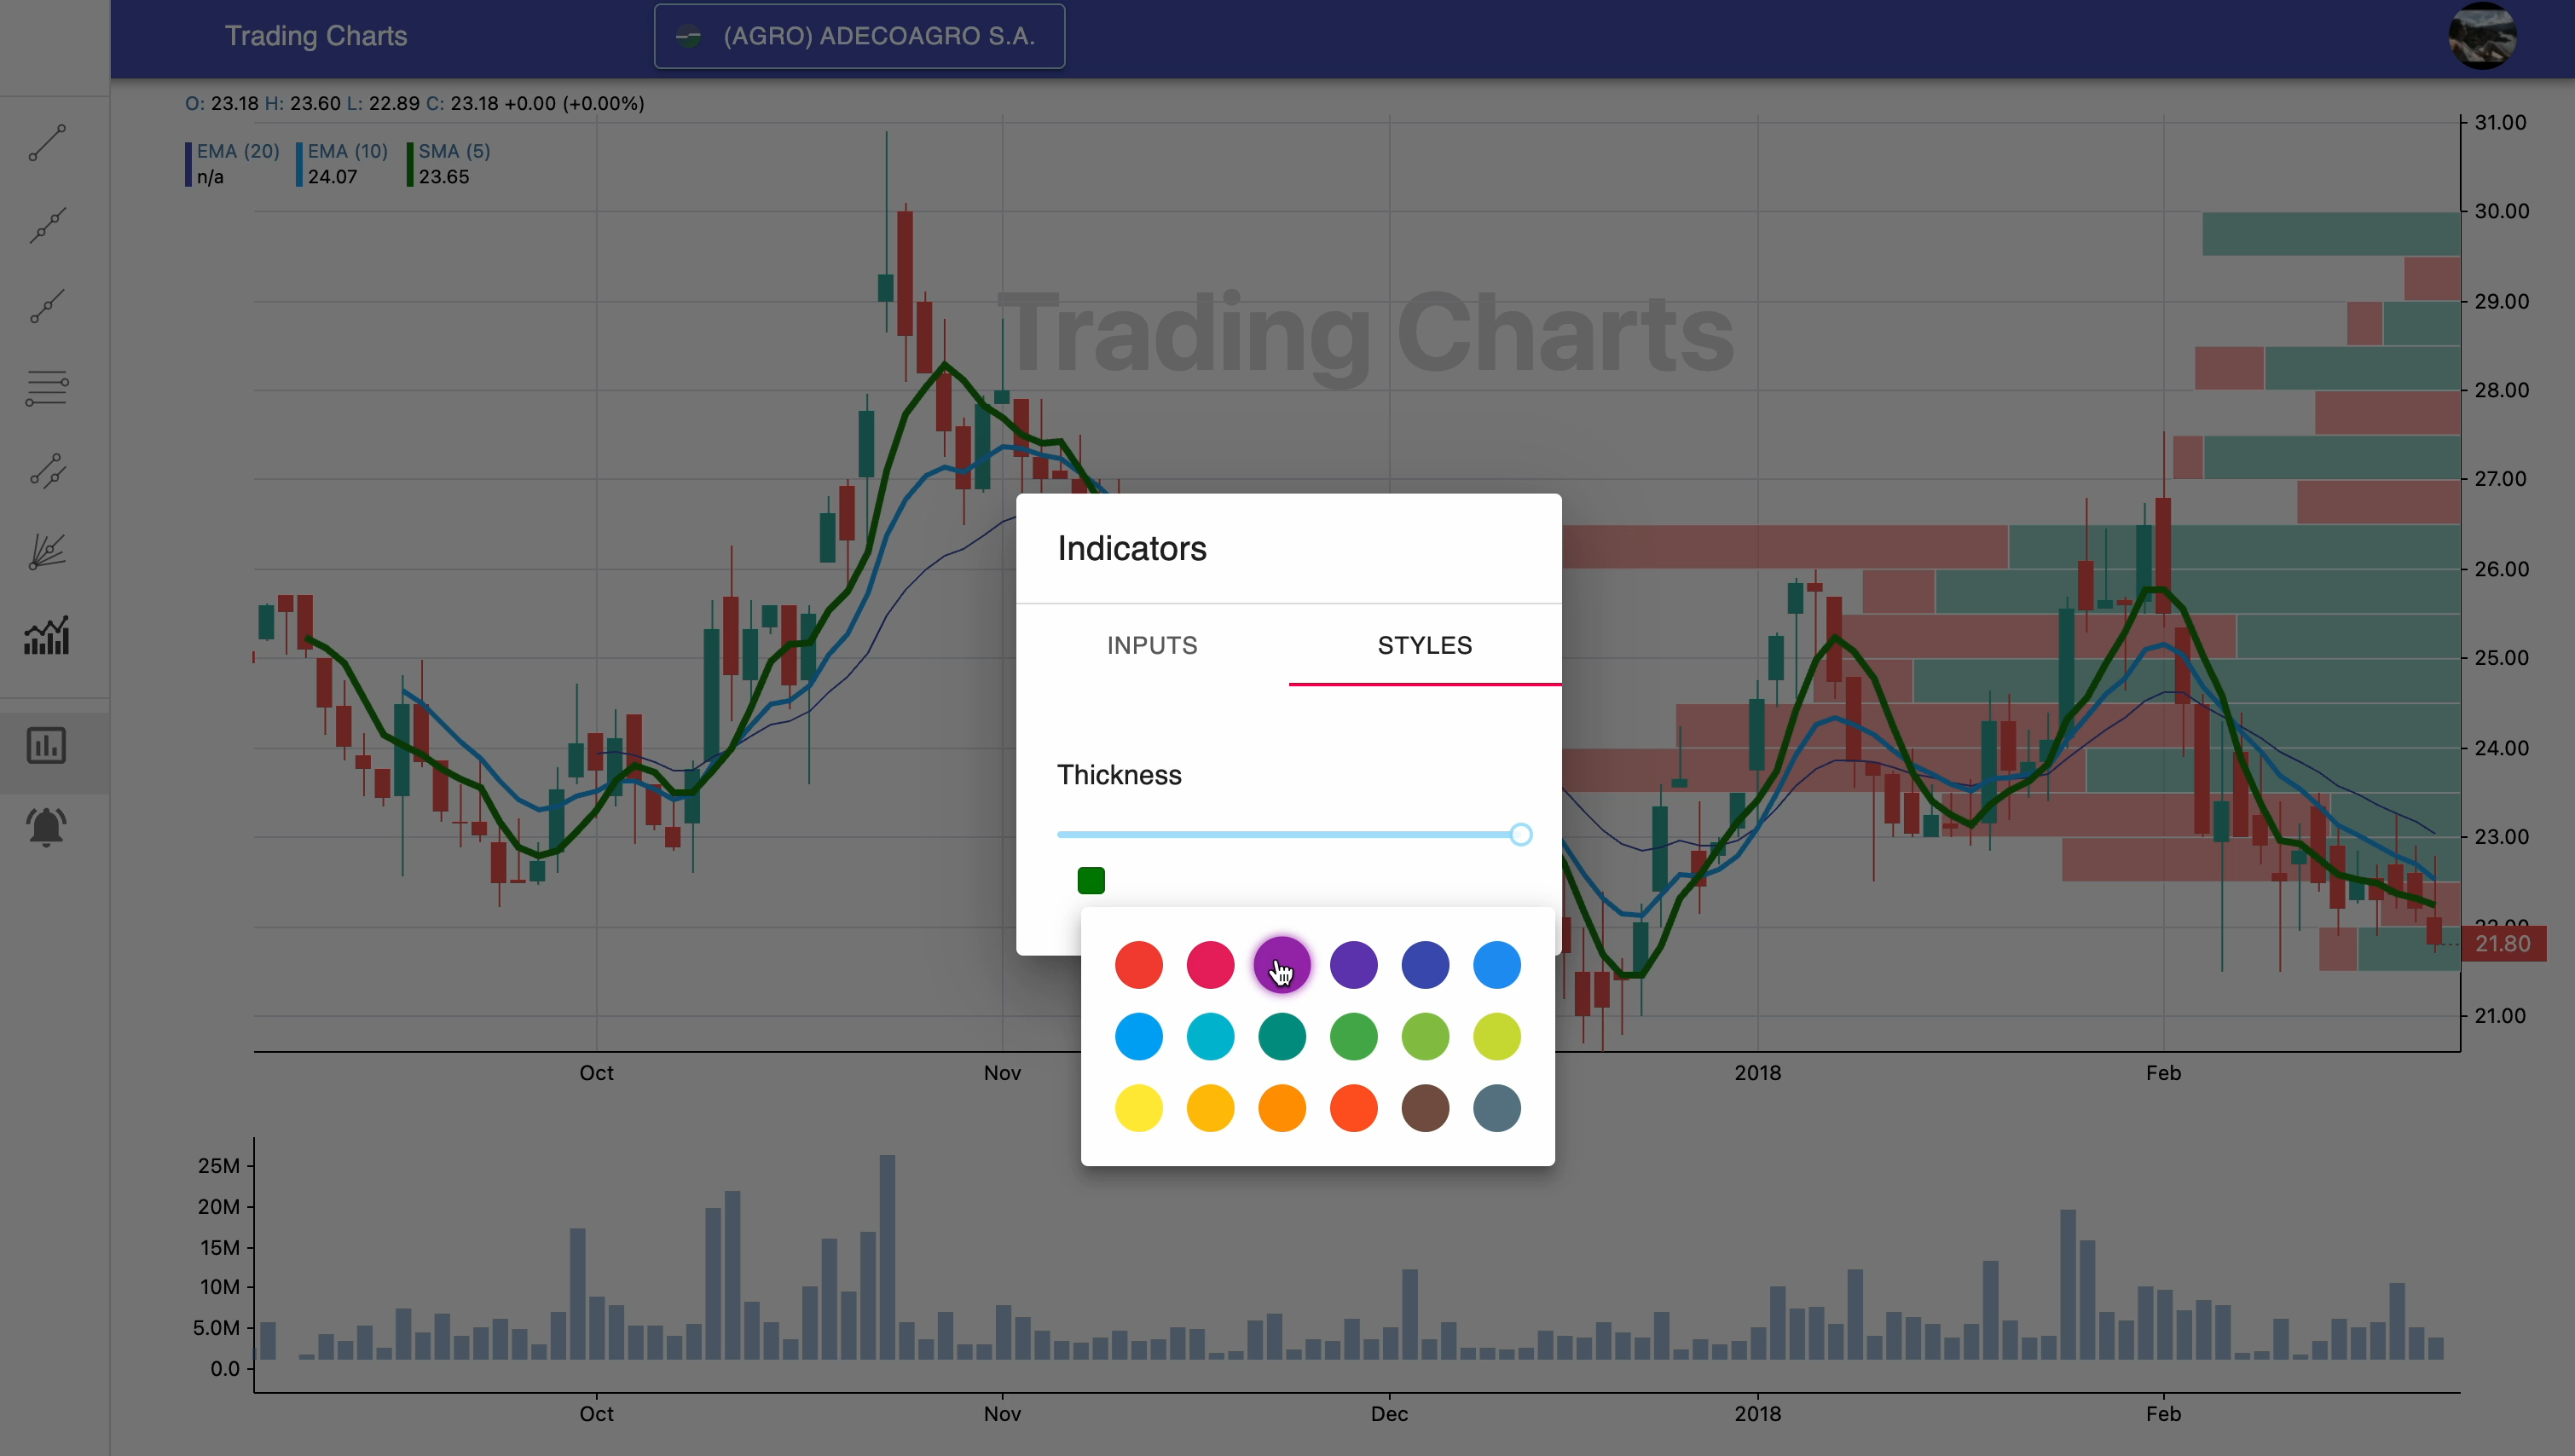 Trading Charts
(AGRO) ADECOAGRO S.A.
O: 23.18 H: 23.60 L: 22.89 C: 23.18 +0.00 (+0.00%)
EMA (20) EMA (10) SMA (5)
n/a 24.07 23.65
Trading Charts
31.00
30.00
29.00
28.00
27.00
26.00
25.00
24.00
23.00
22.00
21.80
21.00
Indicators
INPUTS STYLES
Thickness
Oct Nov 2018 Feb
25M
20M
15M
10M
5.0M
0.0
Oct Nov Dec 2018 Feb